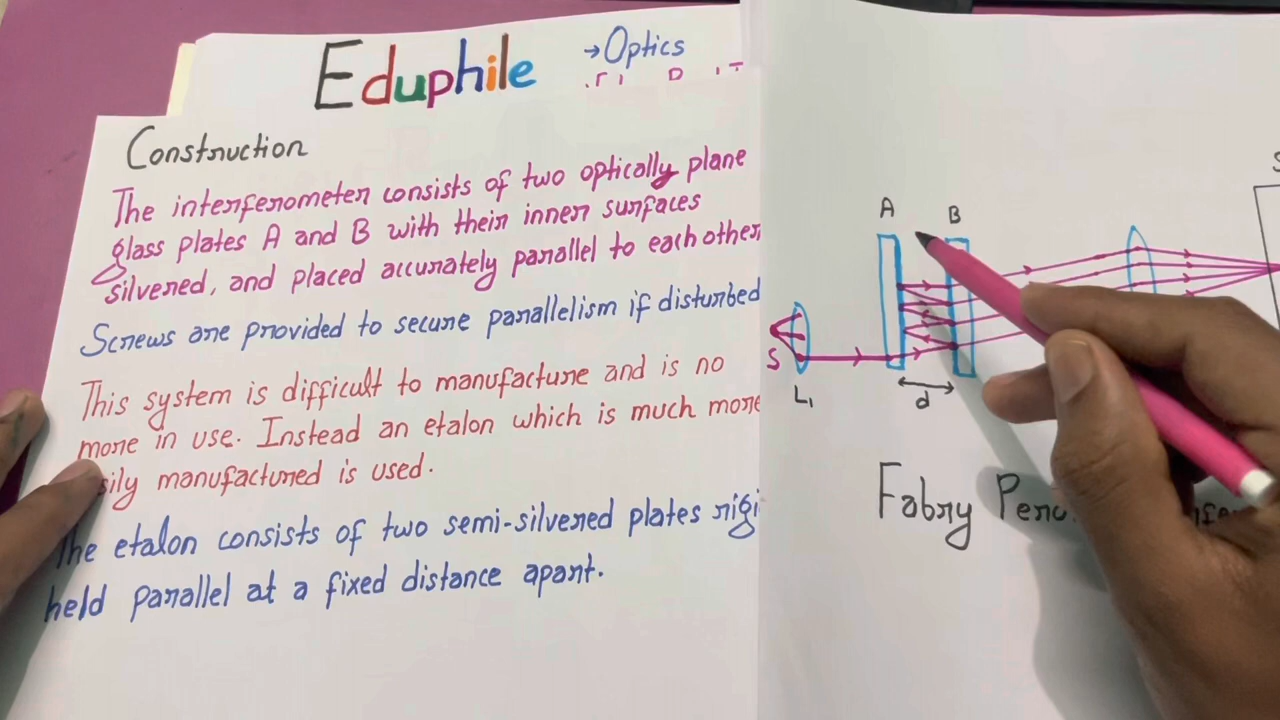 Eduphile → Optics
Construction
The interferometer consists of two optically plane
glass plates A and B with their inner surfaces
silvered, and placed accurately parallel to each other
Screws are provided to secure parallelism if disturbed
This system is difficult to manufacture and is no
more in use. Instead an etalon which is much more
easily manufactured is used.
The etalon consists of two semi-silvered plates rigi
held parallel at a fixed distance apart.
A B
S
S
L1
d
Fabry